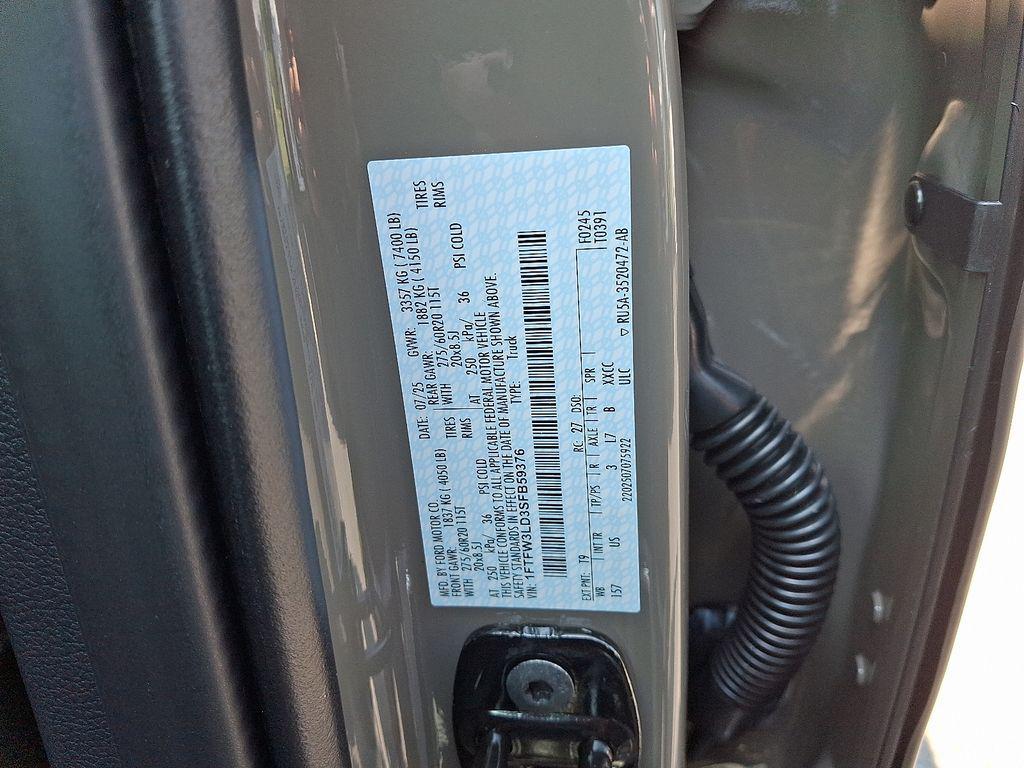 MFD. BY FORD MOTOR CO. DATE: 07/25 GVWR: 3357 KG ( 7400 LB)
FRONT GAWR: 1837 KG ( 4050 LB) REAR GAWR: 1882 KG ( 4150 LB)
WITH 275/60R20 115T TIRES WITH 275/60R20 115T TIRES
20x8.5J RIMS 20x8.5J RIMS
AT 250 kPa/ 36 PSI COLD AT 250 kPa/ 36 PSI COLD
THIS VEHICLE CONFORMS TO ALL APPLICABLE FEDERAL MOTOR VEHICLE
SAFETY STANDARDS IN EFFECT ON THE DATE OF MANUFACTURE SHOWN ABOVE.
VIN: 1FTFW3LD3SFB59376 TYPE: Truck
EXT PNT: T9 RC: 27 DSO: F0245
WB INT TR TP/PS R AXLE TR SPR T0391
157 US 3 L7 B XXCC
ULC ▽ RU5A-3520472-AB
2202507075922